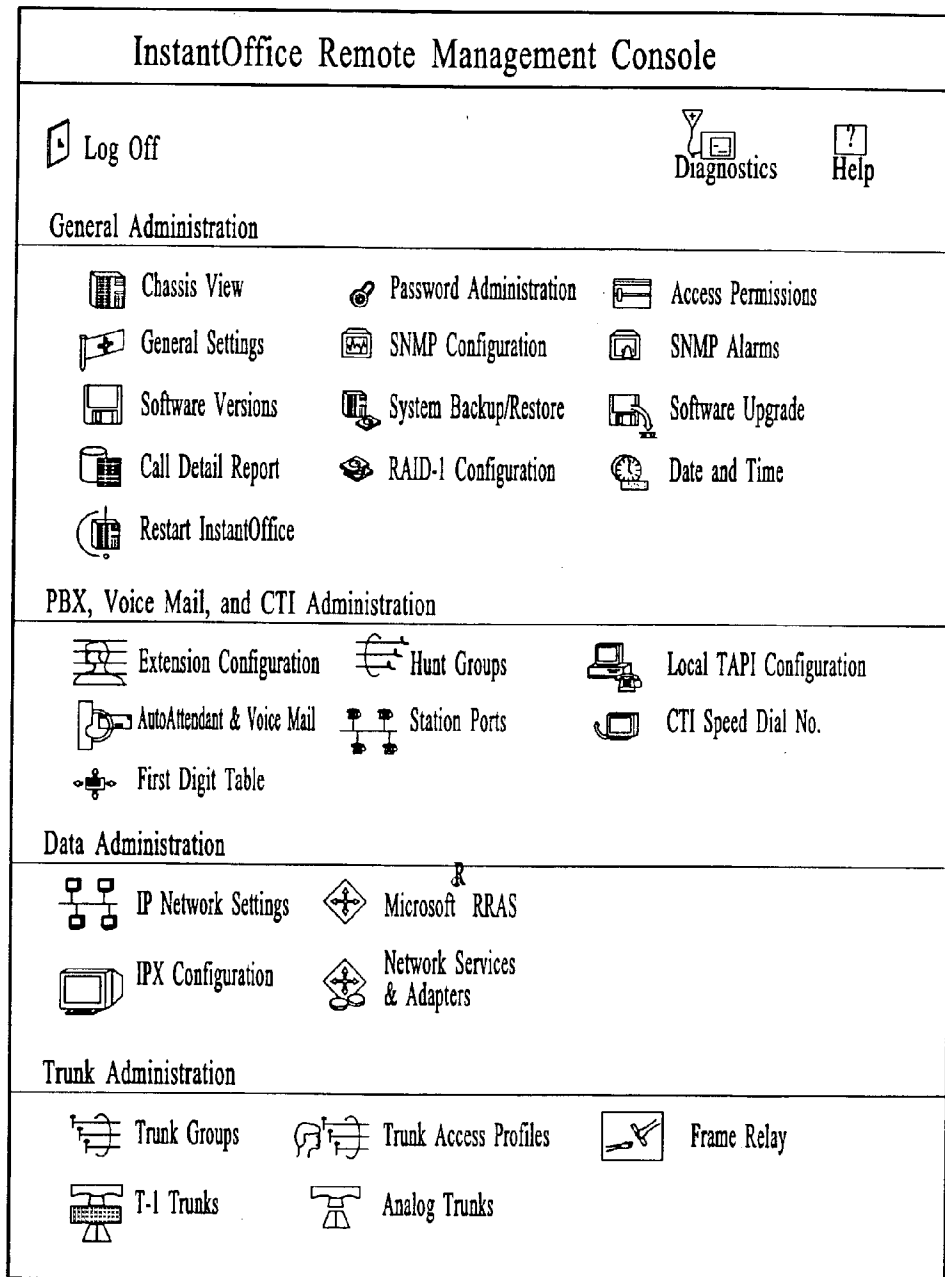 InstantOffice Remote Management Console
Log Off
Diagnostics
?
Help
General Administration
Chassis View
Password Administration
Access Permissions
General Settings
SNMP Configuration
SNMP Alarms
Software Versions
System Backup/Restore
Software Upgrade
Call Detail Report
RAID-1 Configuration
Date and Time
Restart InstantOffice
PBX, Voice Mail, and CTI Administration
Extension Configuration
Hunt Groups
Local TAPI Configuration
AutoAttendant & Voice Mail
Station Ports
CTI Speed Dial No.
First Digit Table
Data Administration
IP Network Settings
R
Microsoft RRAS
IPX Configuration
Network Services
& Adapters
Trunk Administration
Trunk Groups
Trunk Access Profiles
Frame Relay
T-1 Trunks
Analog Trunks